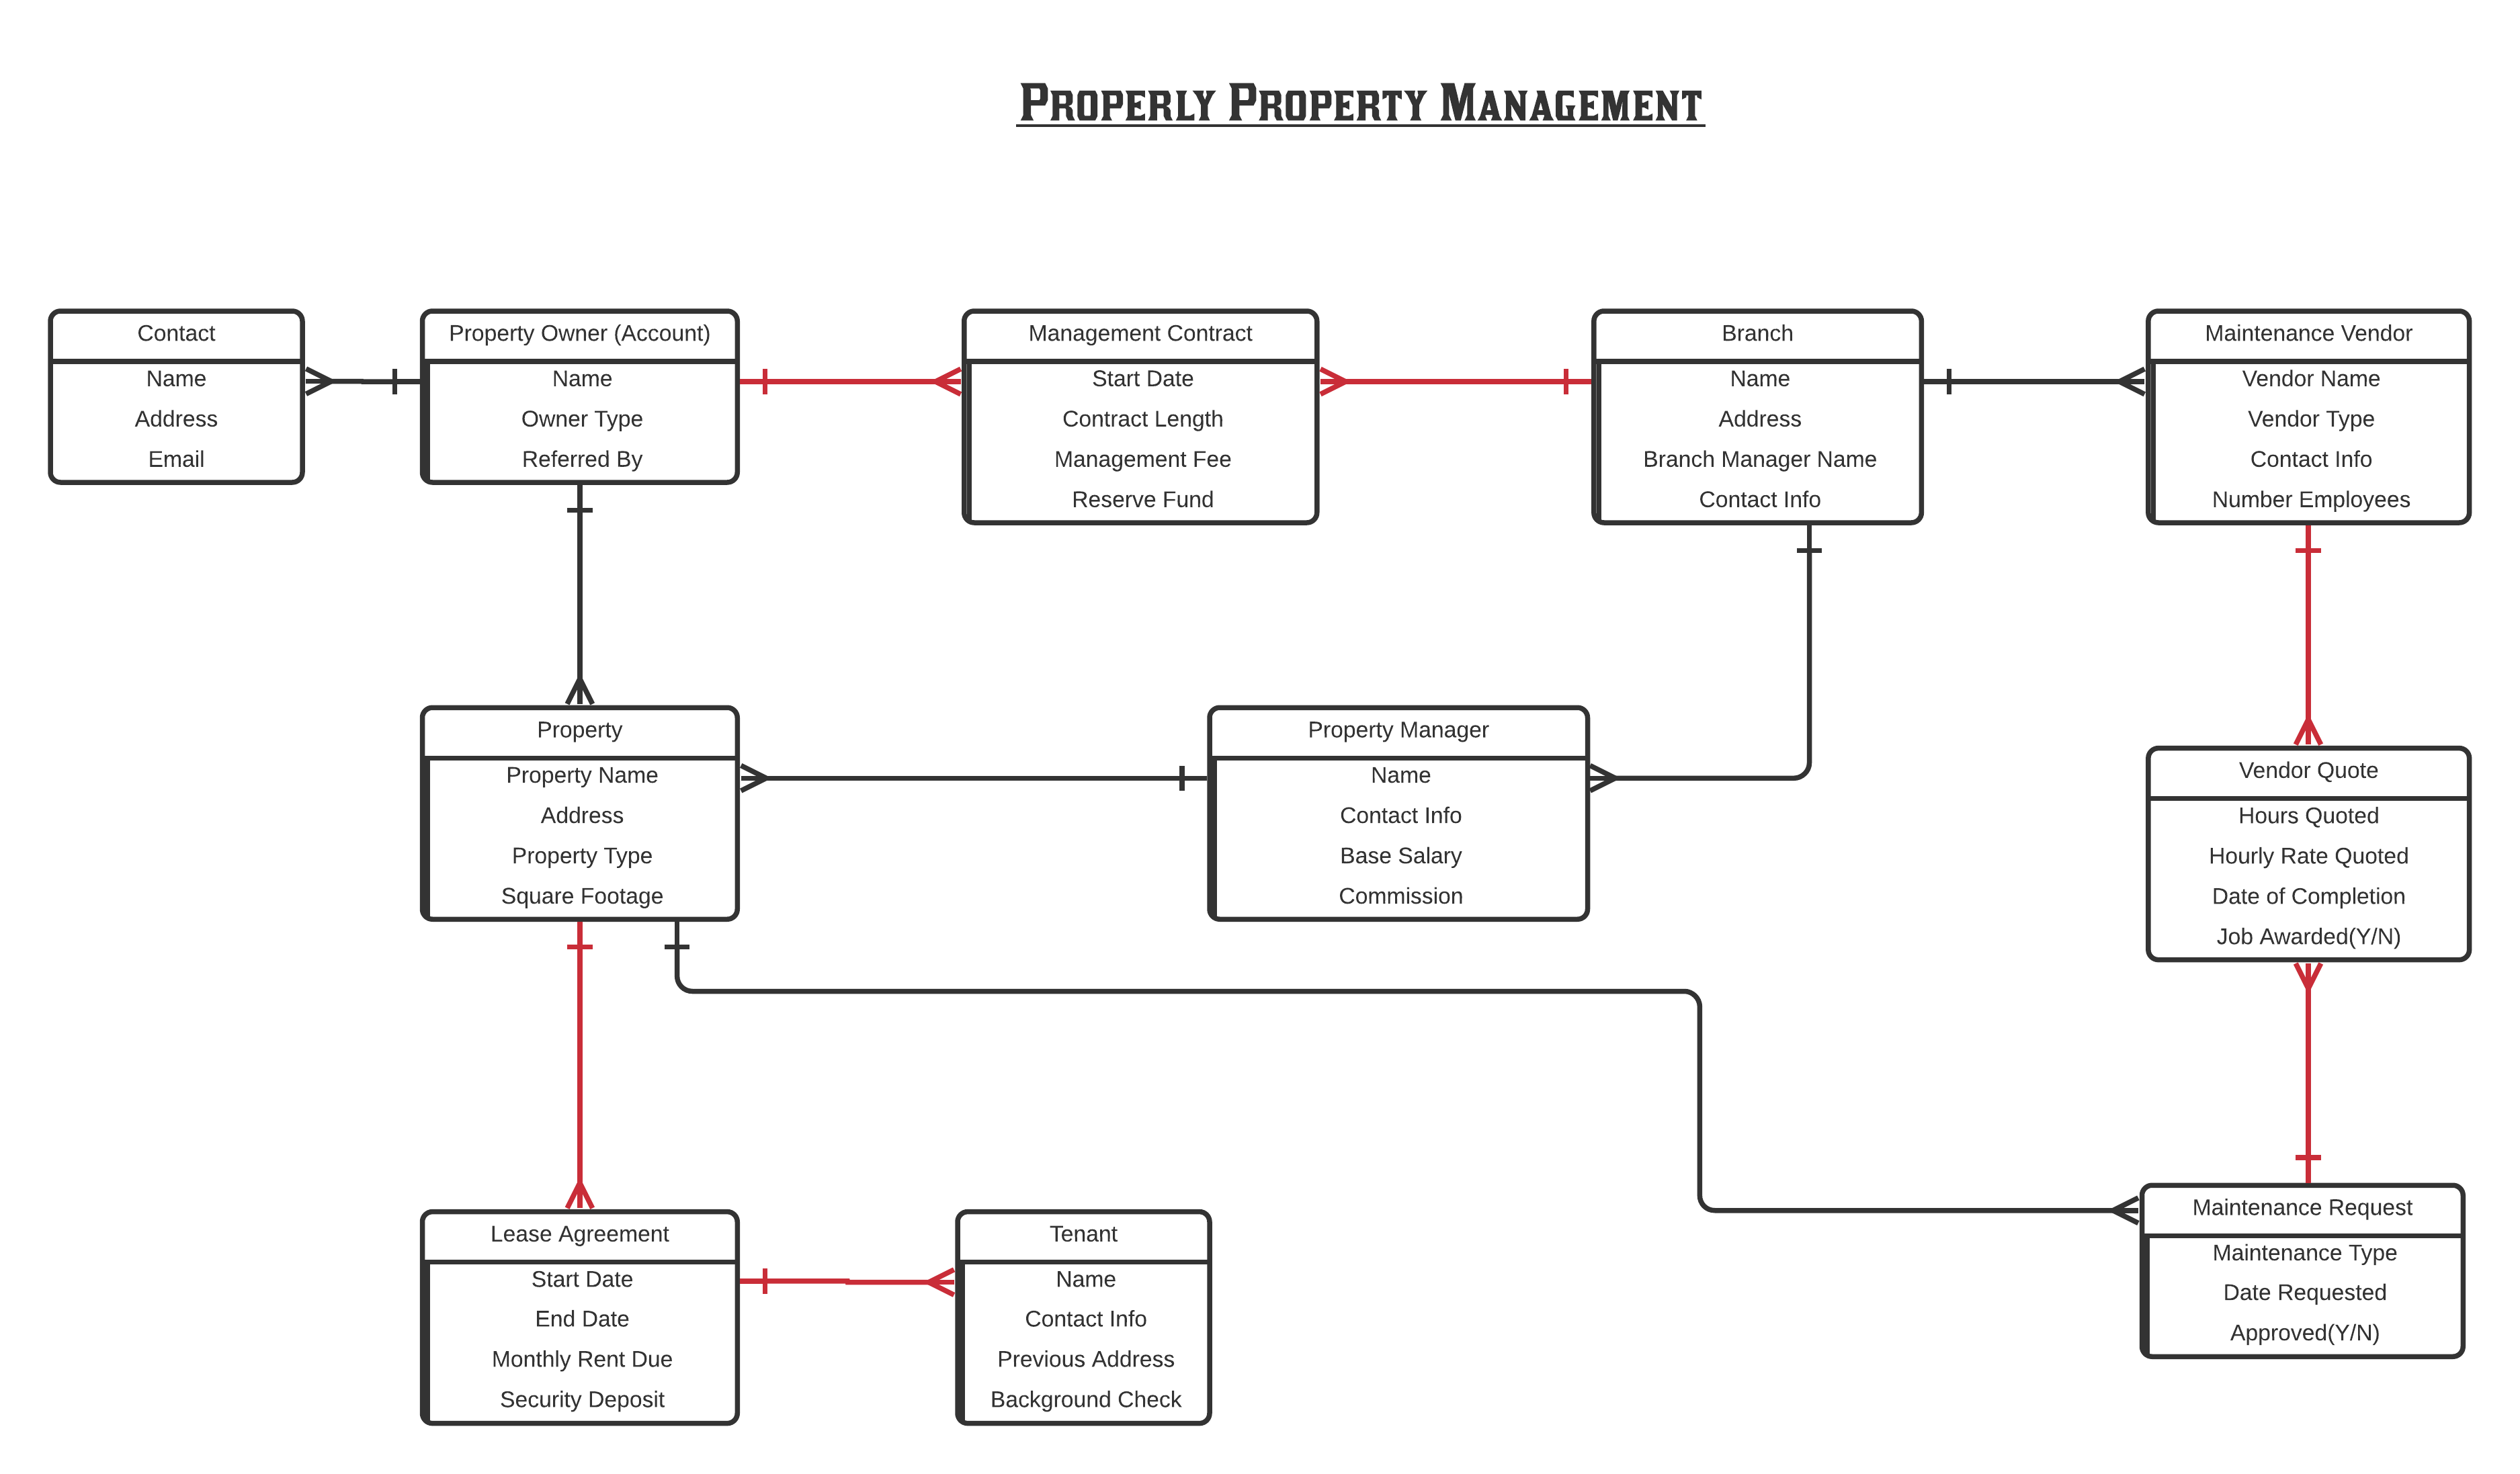 Properly Property Management
Contact
Name
Address
Email
Property Owner (Account)
Name
Owner Type
Referred By
Management Contract
Start Date
Contract Length
Management Fee
Reserve Fund
Branch
Name
Address
Branch Manager Name
Contact Info
Maintenance Vendor
Vendor Name
Vendor Type
Contact Info
Number Employees
Property
Property Name
Address
Property Type
Square Footage
Property Manager
Name
Contact Info
Base Salary
Commission
Vendor Quote
Hours Quoted
Hourly Rate Quoted
Date of Completion
Job Awarded(Y/N)
Lease Agreement
Start Date
End Date
Monthly Rent Due
Security Deposit
Tenant
Name
Contact Info
Previous Address
Background Check
Maintenance Request
Maintenance Type
Date Requested
Approved(Y/N)